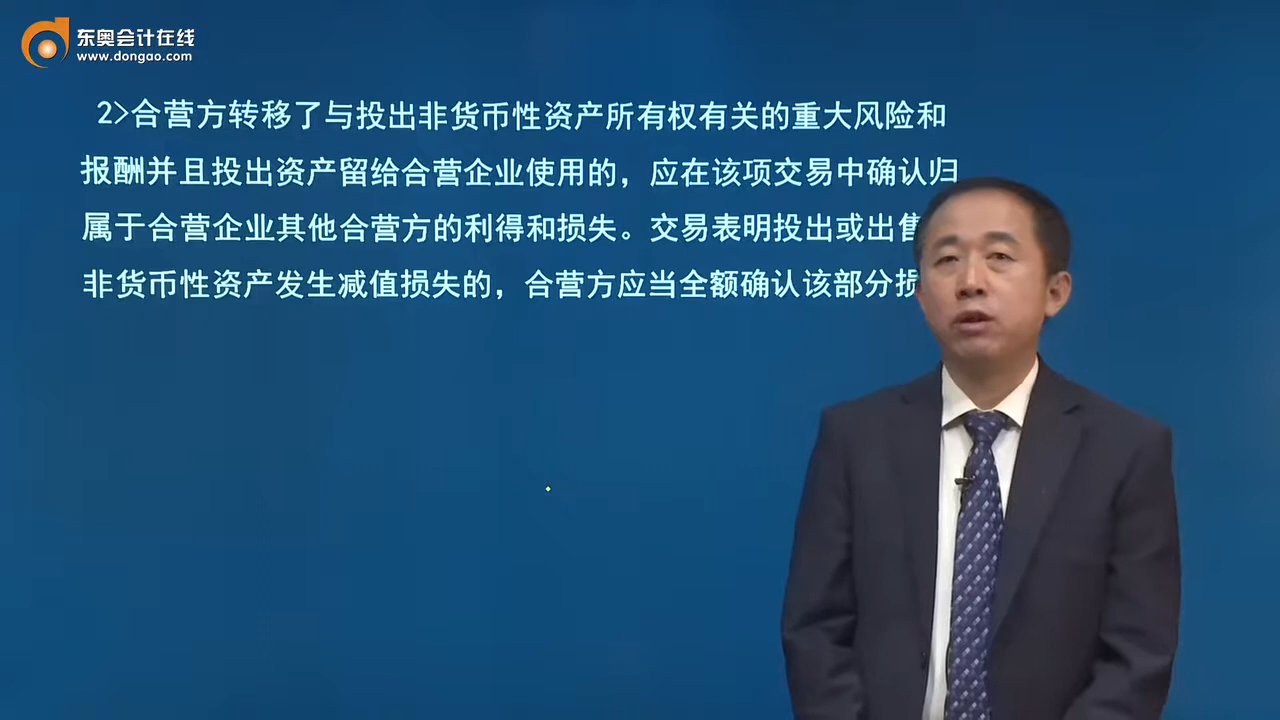 东奥会计在线
www.dongao.com
2>合营方转移了与投出非货币性资产所有权有关的重大风险和
报酬并且投出资产留给合营企业使用的，应在该项交易中确认归
属于合营企业其他合营方的利得和损失。交易表明投出或出售
非货币性资产发生减值损失的，合营方应当全额确认该部分损